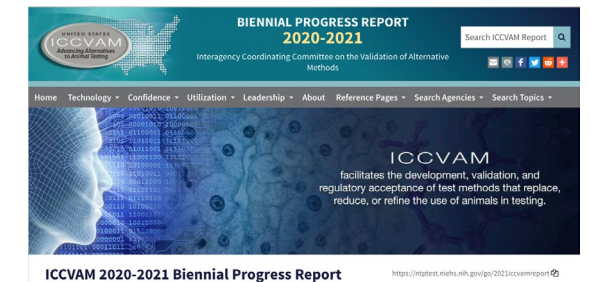 UNITED STATES
ICCVAM
Advancing Alternatives
to Animal Testing
BIENNIAL PROGRESS REPORT
2020-2021
Interagency Coordinating Committee on the Validation of Alternative
Methods
Search ICCVAM Report
Home Technology Confidence Utilization Leadership About Reference Pages Search Agencies Search Topics
ICCVAM
facilitates the development, validation, and
regulatory acceptance of test methods that replace,
reduce, or refine the use of animals in testing.
ICCVAM 2020-2021 Biennial Progress Report
https://ntptest.niehs.nih.gov/go/2021iccvamreport